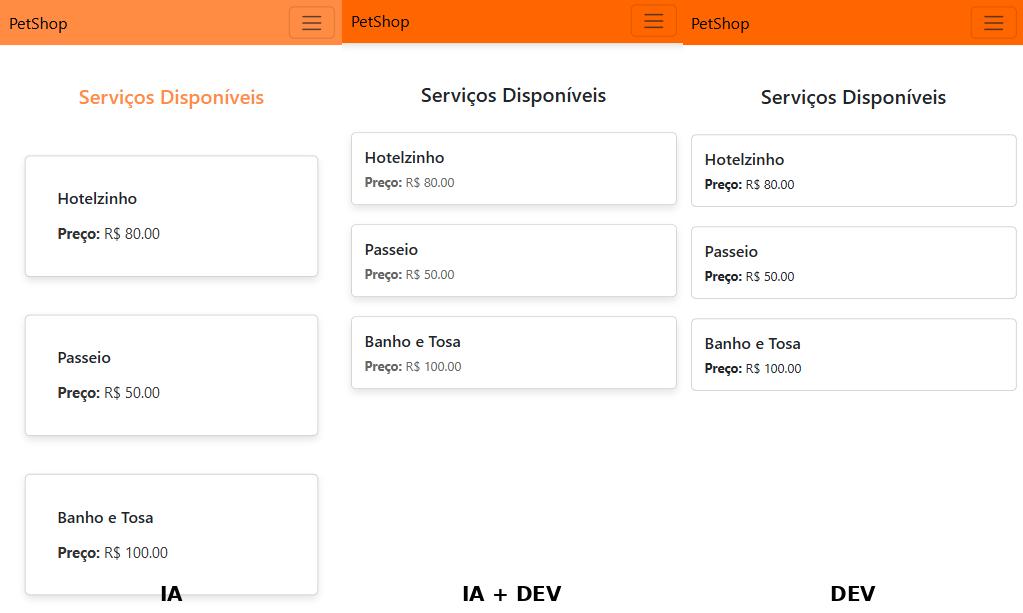 PetShop
Serviços Disponíveis
Hotelzinho
Preço: R$ 80.00
Passeio
Preço: R$ 50.00
Banho e Tosa
Preço: R$ 100.00
IA
PetShop
Serviços Disponíveis
Hotelzinho
Preço: R$ 80.00
Passeio
Preço: R$ 50.00
Banho e Tosa
Preço: R$ 100.00
IA + DEV
PetShop
Serviços Disponíveis
Hotelzinho
Preço: R$ 80.00
Passeio
Preço: R$ 50.00
Banho e Tosa
Preço: R$ 100.00
DEV